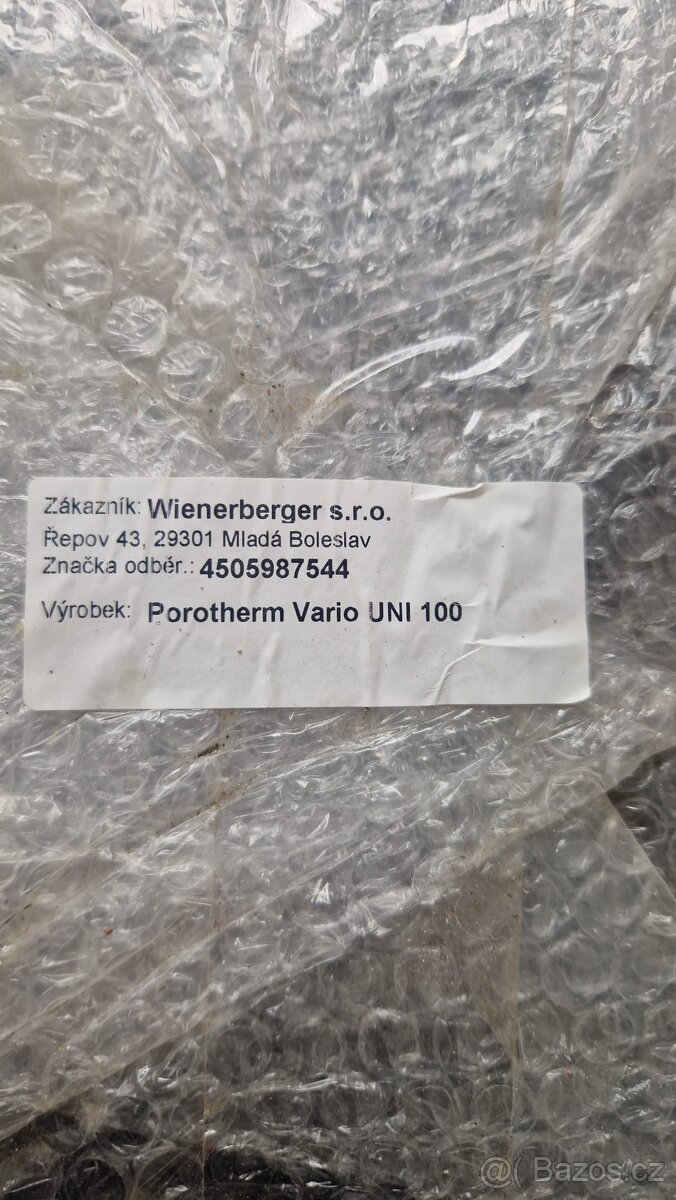 Zákazník: Wienerberger s.r.o.
Řepov 43, 29301 Mladá Boleslav
Značka odběr.: 4505987544
Výrobek: Porotherm Vario UNI 100
@( Bazos.cz